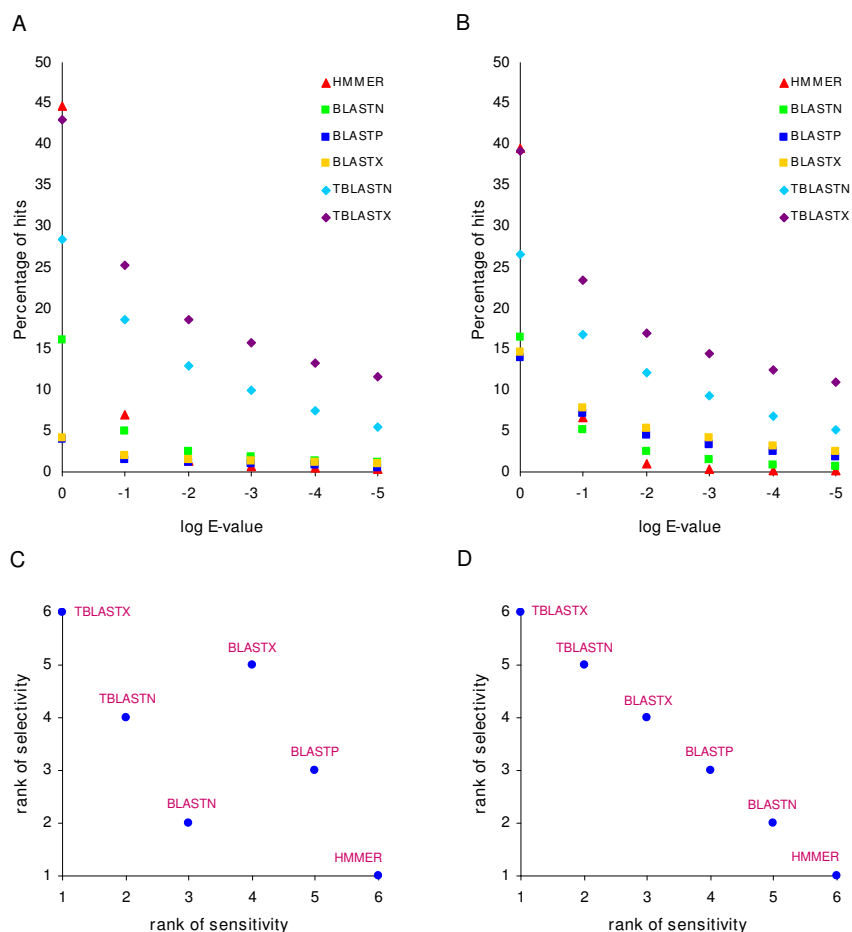 A
50
45
40
35
30
25
20
15
10
5
0
Percentage of hits
0 -1 -2 -3 -4 -5
log E-value
HMMER
BLASTN
BLASTP
BLASTX
TBLASTN
TBLASTX
B
50
45
40
35
30
25
20
15
10
5
0
Percentage of hits
0 -1 -2 -3 -4 -5
log E-value
HMMER
BLASTN
BLASTP
BLASTX
TBLASTN
TBLASTX
C
6
5
4
3
2
1
rank of selectivity
TBLASTX
BLASTX
TBLASTN
BLASTP
BLASTN
HMMER
1 2 3 4 5 6
rank of sensitivity
D
6
5
4
3
2
1
rank of selectivity
TBLASTX
TBLASTN
BLASTX
BLASTP
BLASTN
HMMER
1 2 3 4 5 6
rank of sensitivity